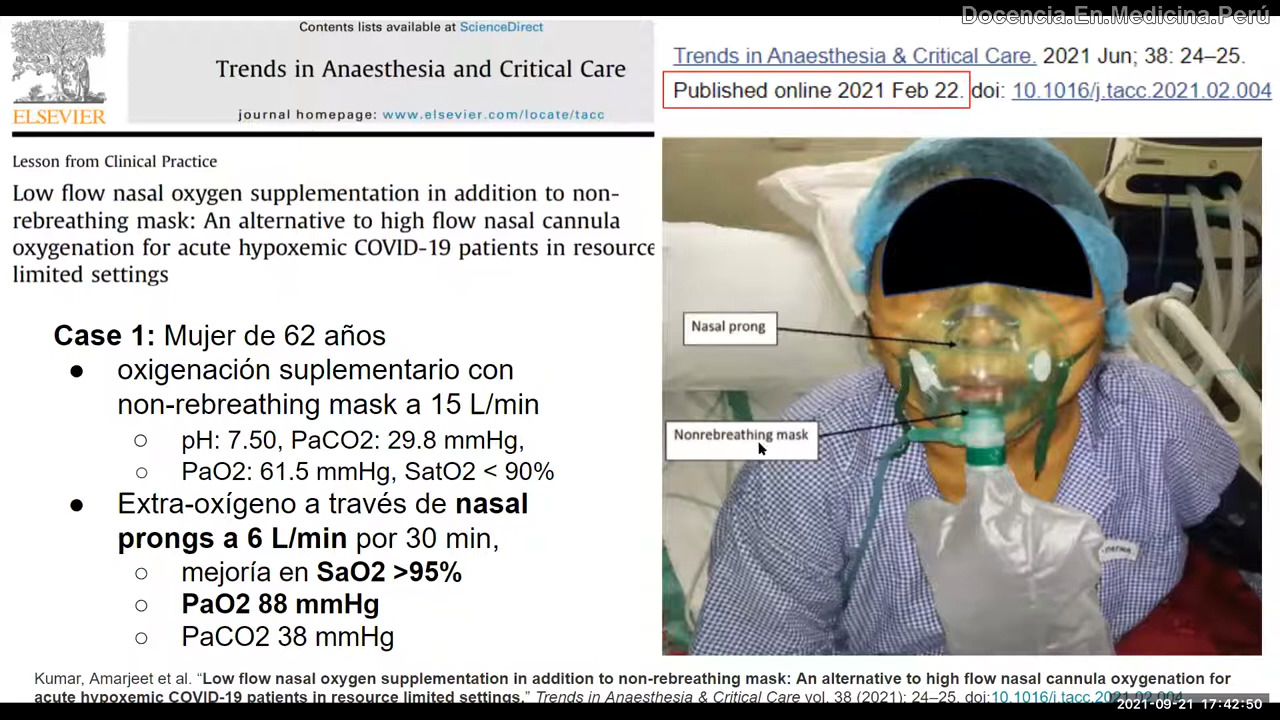 Docencia.En.Medicina.Perú
Contents lists available at ScienceDirect
Trends in Anaesthesia and Critical Care
journal homepage: www.elsevier.com/locate/tacc
ELSEVIER
Trends in Anaesthesia & Critical Care. 2021 Jun; 38: 24–25.
Published online 2021 Feb 22. doi: 10.1016/j.tacc.2021.02.004
Lesson from Clinical Practice
Low flow nasal oxygen supplementation in addition to non-
rebreathing mask: An alternative to high flow nasal cannula
oxygenation for acute hypoxemic COVID-19 patients in resource
limited settings
Case 1: Mujer de 62 años
● oxigenación suplementario con
non-rebreathing mask a 15 L/min
○ pH: 7.50, PaCO2: 29.8 mmHg,
○ PaO2: 61.5 mmHg, SatO2 < 90%
● Extra-oxígeno a través de nasal
prongs a 6 L/min por 30 min,
○ mejoría en SaO2 >95%
○ PaO2 88 mmHg
○ PaCO2 38 mmHg
Nasal prong
Nonrebreathing mask
Kumar, Amarjeet et al. “Low flow nasal oxygen supplementation in addition to non-rebreathing mask: An alternative to high flow nasal cannula oxygenation for
acute hypoxemic COVID-19 patients in resource limited settings.” Trends in Anaesthesia & Critical Care vol. 38 (2021): 24-25. doi:10.1016/j.tacc.2021.02.004
2021-09-21 17:42:50